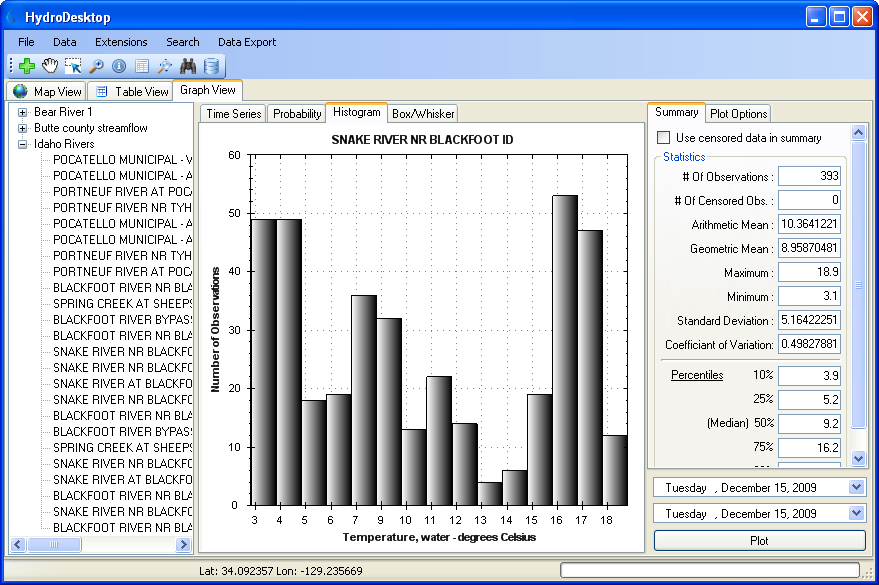 HydroDesktop
File Data Extensions Search Data Export
Map View Table View Graph View
Bear River 1
Butte county streamflow
Idaho Rivers
POCATELLO MUNICIPAL - V
POCATELLO MUNICIPAL - A
PORTNEUF RIVER AT POCA
PORTNEUF RIVER NR TYH
POCATELLO MUNICIPAL - A
POCATELLO MUNICIPAL - A
PORTNEUF RIVER NR TYH
PORTNEUF RIVER AT POCA
BLACKFOOT RIVER NR BLA
SPRING CREEK AT SHEEPS
BLACKFOOT RIVER BYPAS
BLACKFOOT RIVER NR BLA
SNAKE RIVER NR BLACKFO
SNAKE RIVER NR BLACKFO
SNAKE RIVER AT BLACKFO
SNAKE RIVER NR BLACKFO
BLACKFOOT RIVER NR BLA
BLACKFOOT RIVER BYPAS
SPRING CREEK AT SHEEPS
SNAKE RIVER NR BLACKFO
SNAKE RIVER AT BLACKFO
BLACKFOOT RIVER NR BLA
SNAKE RIVER NR BLACKFO
BLACKFOOT RIVER NR BLA
Time Series Probability Histogram Box/Whisker
SNAKE RIVER NR BLACKFOOT ID
Number of Observations
60
50
40
30
20
10
0
3 4 5 6 7 9 10 11 12 13 14 15 16 17 18
Temperature, water - degrees Celsius
Summary Plot Options
Use censored data in summary
Statistics
# Of Observations : 393
# Of Censored Obs. : 0
Arithmetic Mean : 10.3641221
Geometric Mean : 8.95870481
Maximum : 18.9
Minimum : 3.1
Standard Deviation : 5.16422251
Coefficiant of Variation: 0.49827881
Percentiles 10% 3.9
25% 5.2
(Median) 50% 9.2
75% 16.2
Tuesday , December 15, 2009
Tuesday , December 15, 2009
Plot
Lat: 34.092357 Lon: -129.235669